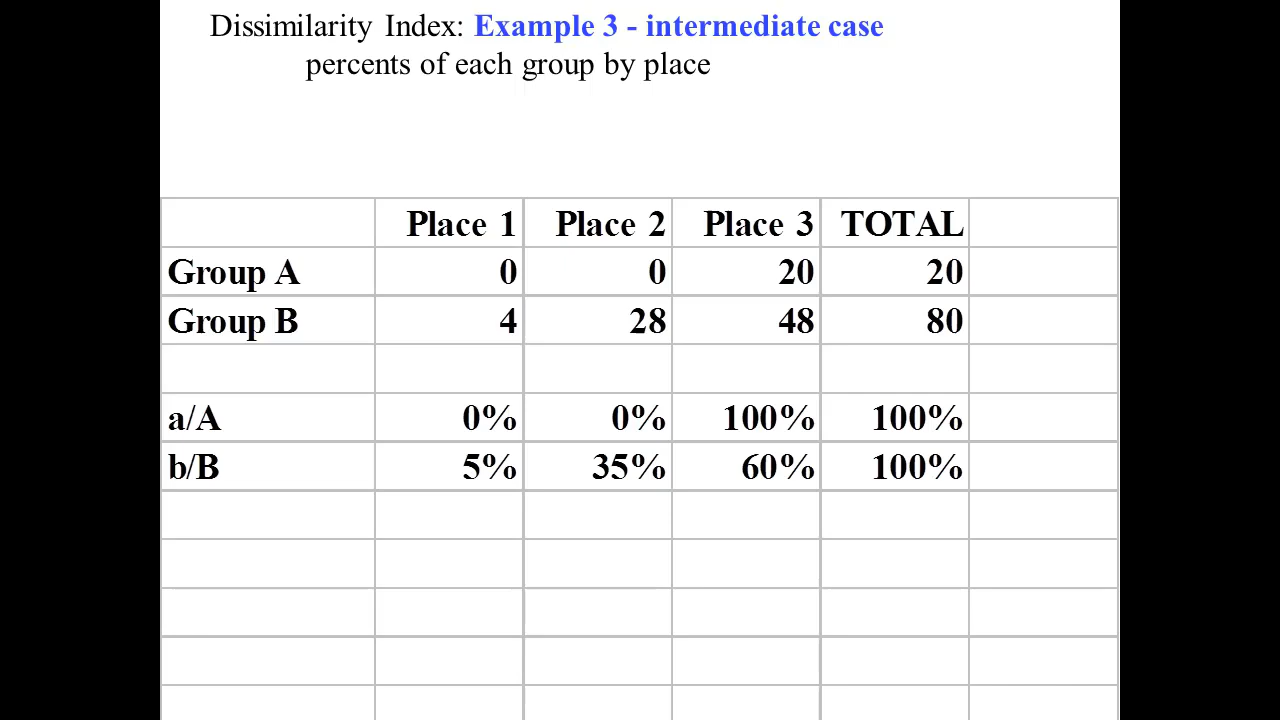 Dissimilarity Index: Example 3 - intermediate case
percents of each group by place
Place 1 Place 2 Place 3 TOTAL
Group A 0 0 20 20
Group B 4 28 48 80
a/A 0% 0% 100% 100%
b/B 5% 35% 60% 100%